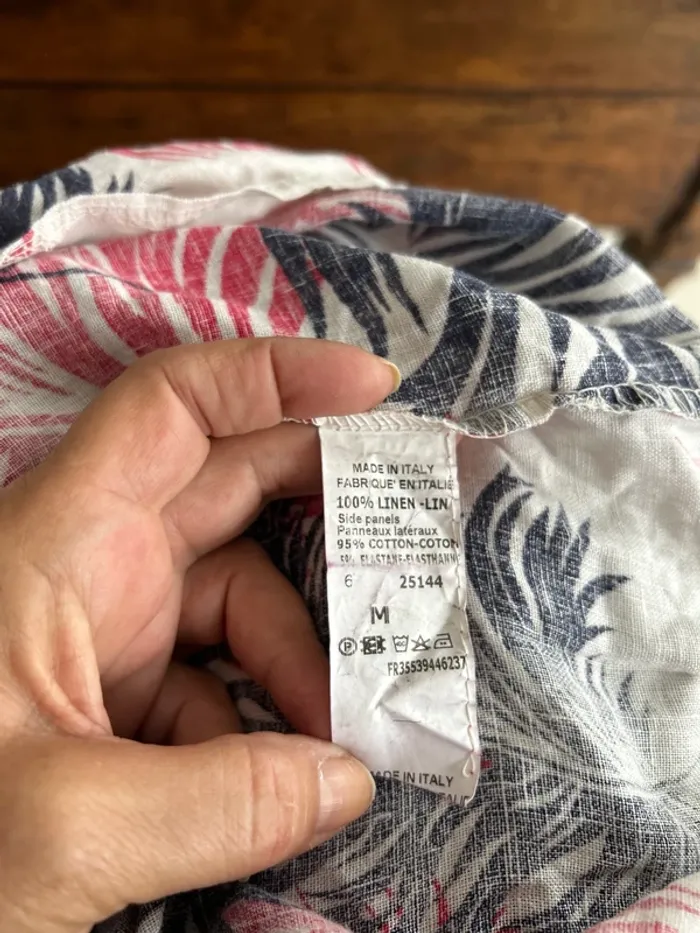 MADE IN ITALY
FABRIQUE' EN ITALIE
100% LINEN -LIN
Side panels
Panneaux latéraux
95% COTTON-COTON
5% ELASTANE-ELASTHANN
6 25144
M
P
FR35539446237
MADE IN ITALY